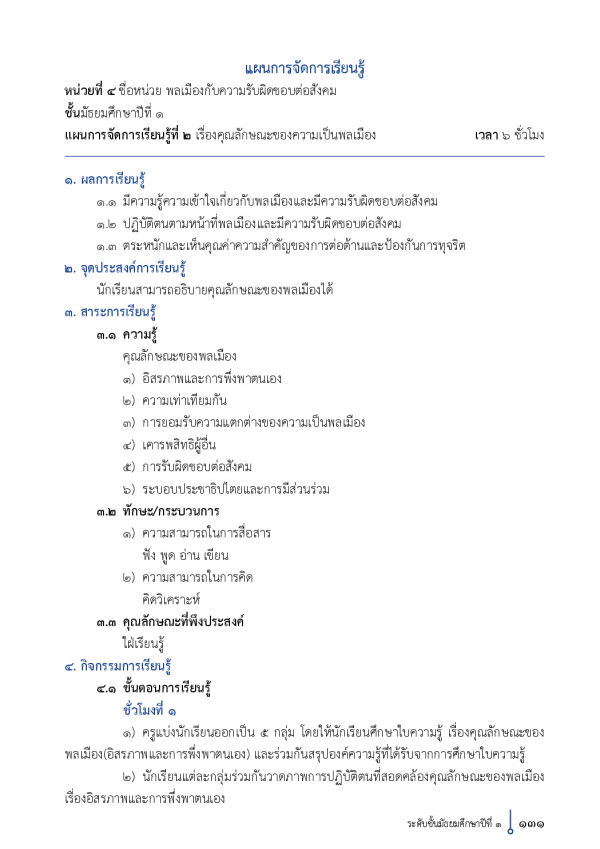 แผนการจัดการเรียนรู้
หน่วยที่ ๔ ชื่อหน่วย พลเมืองกับความรับผิดชอบต่อสังคม
ชั้นมัธยมศึกษาปีที่ ๑
แผนการจัดการเรียนรู้ที่ ๒ เรื่องคุณลักษณะของความเป็นพลเมือง เวลา ๖ ชั่วโมง
๑. ผลการเรียนรู้
๑.๑ มีความรู้ความเข้าใจเกี่ยวกับพลเมืองและมีความรับผิดชอบต่อสังคม
๑.๒ ปฏิบัติตนตามหน้าที่พลเมืองและมีความรับผิดชอบต่อสังคม
๑.๓ ตระหนักและเห็นคุณค่าความสำคัญของการต่อต้านและป้องกันการทุจริต
๒. จุดประสงค์การเรียนรู้
นักเรียนสามารถอธิบายคุณลักษณะของพลเมืองได้
๓. สาระการเรียนรู้
๓.๑ ความรู้
คุณลักษณะของพลเมือง
๑) อิสรภาพและการพึ่งพาตนเอง
๒) ความเท่าเทียมกัน
๓) การยอมรับความแตกต่างของความเป็นพลเมือง
๔) เคารพสิทธิผู้อื่น
๕) การรับผิดชอบต่อสังคม
๖) ระบอบประชาธิปไตยและการมีส่วนร่วม
๓.๒ ทักษะ/กระบวนการ
๑) ความสามารถในการสื่อสาร
ฟัง พูด อ่าน เขียน
๒) ความสามารถในการคิด
คิดวิเคราะห์
๓.๓ คุณลักษณะที่พึงประสงค์
ใฝ่เรียนรู้
๔. กิจกรรมการเรียนรู้
๔.๑ ขั้นตอนการเรียนรู้
ชั่วโมงที่ ๑
๑) ครูแบ่งนักเรียนออกเป็น ๕ กลุ่ม โดยให้นักเรียนศึกษาใบความรู้ เรื่องคุณลักษณะของ
พลเมือง(อิสรภาพและการพึ่งพาตนเอง) และร่วมกันสรุปองค์ความรู้ที่ได้รับจากการศึกษาใบความรู้
๒) นักเรียนแต่ละกลุ่มร่วมกันวาดภาพการปฏิบัติตนที่สอดคล้องคุณลักษณะของพลเมือง
เรื่องอิสรภาพและการพึ่งพาตนเอง
ระดับชั้นมัธยมศึกษาปีที่ ๑ ๑๓๑